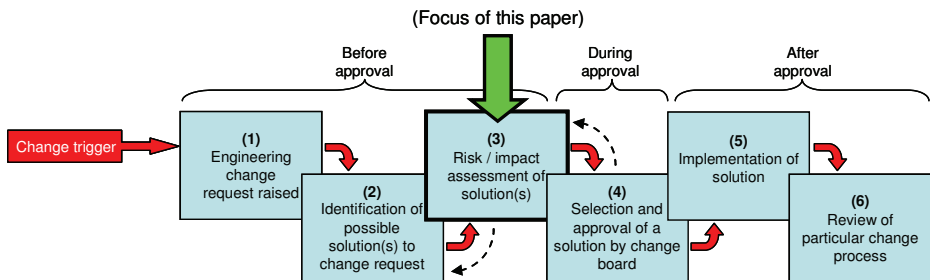 (Focus of this paper)
Before
approval
During
approval
After
approval
Change trigger
(1)
Engineering
change
request raised
(2)
Identification of
possible
solution(s) to
change request
(3)
Risk / impact
assessment of
solution(s)
(4)
Selection and
approval of a
solution by change
board
(5)
Implementation of
solution
(6)
Review of
particular change
process